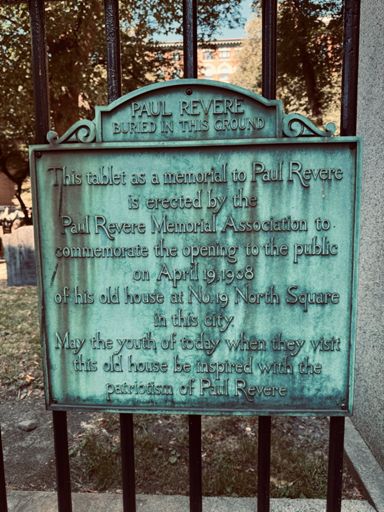 PAUL REVERE
BURIED IN THIS GROUND
This tablet as a memorial to Paul Revere
is erected by the
Paul Revere Memorial Association to
commemorate the opening to the public
on April 19, 1908
of his old house at No. 19 North Square
in this city.
May the youth of today when they visit
this old house be inspired with the
patriotism of Paul Revere